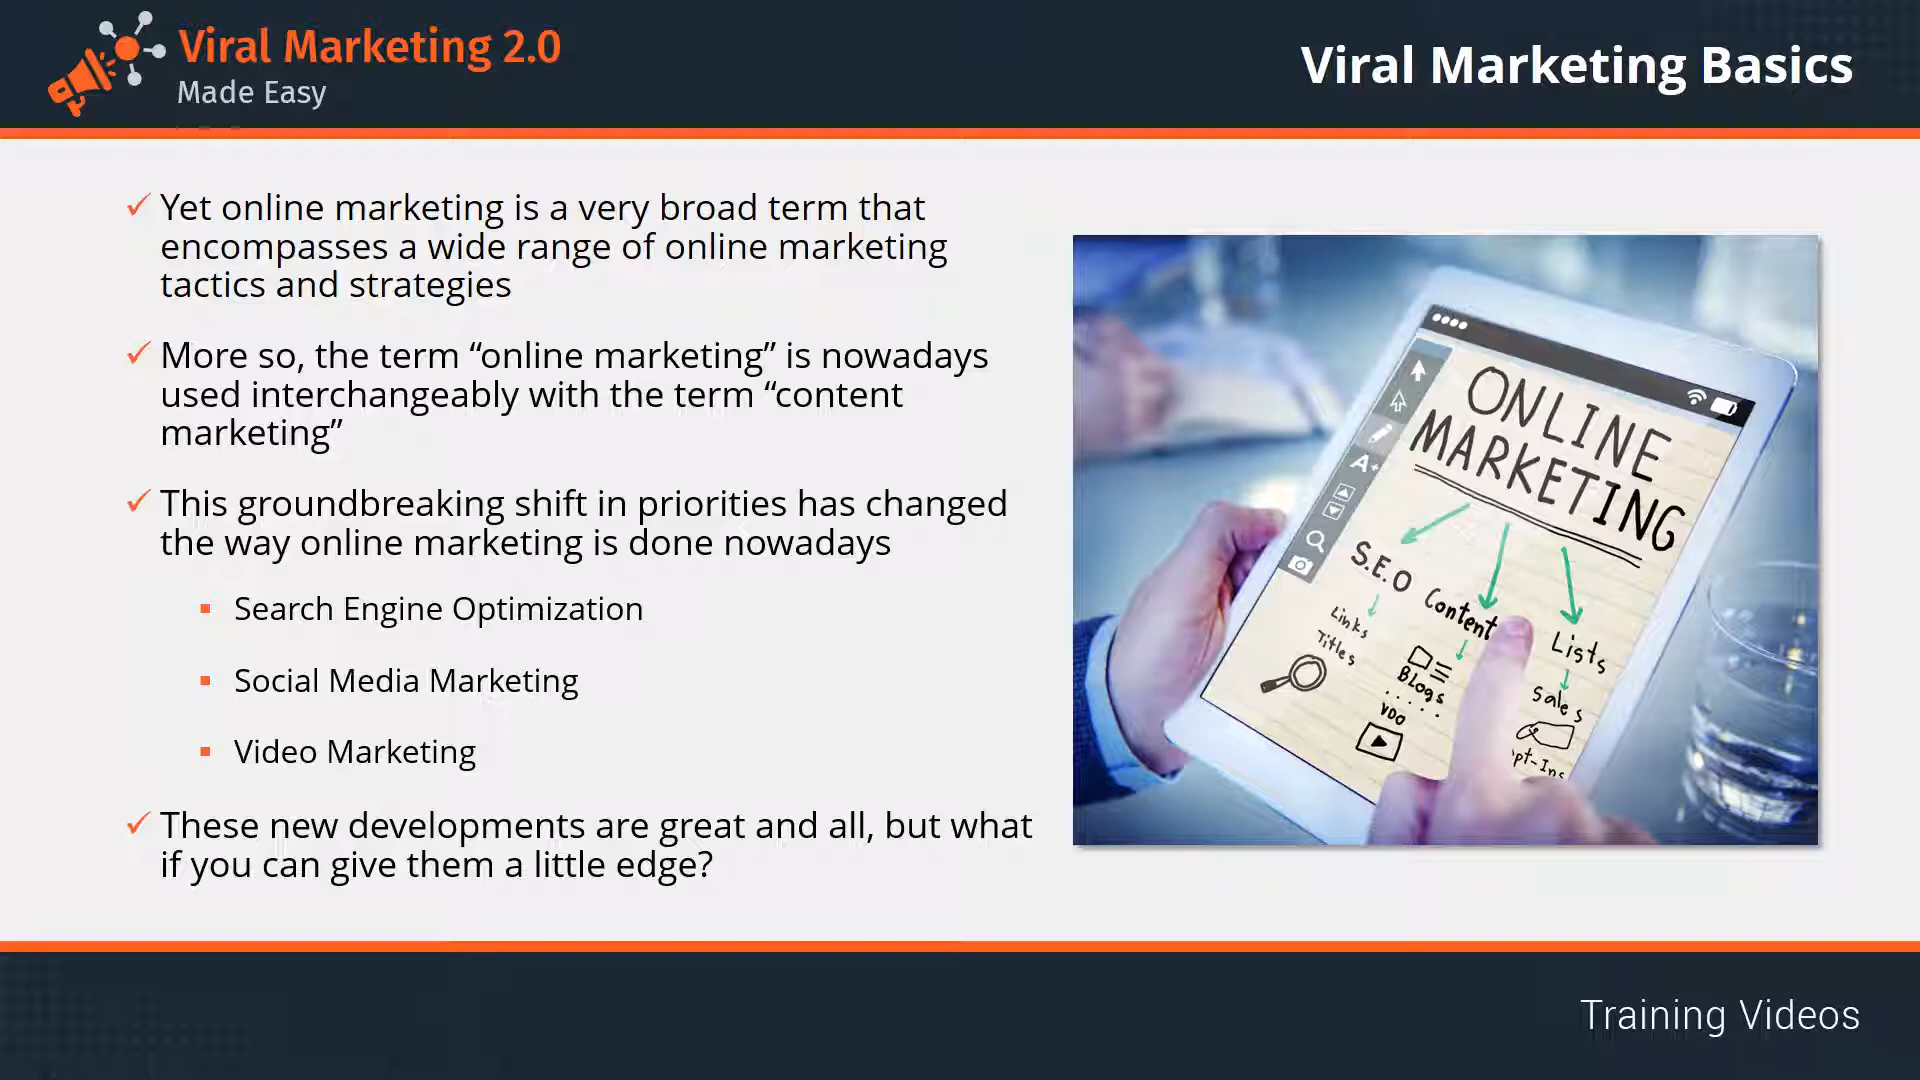 Viral Marketing 2.0
Made Easy
Viral Marketing Basics
✓ Yet online marketing is a very broad term that
encompasses a wide range of online marketing
tactics and strategies
✓ More so, the term “online marketing” is nowadays
used interchangeably with the term “content
marketing”
✓ This groundbreaking shift in priorities has changed
the way online marketing is done nowadays
▪ Search Engine Optimization
▪ Social Media Marketing
▪ Video Marketing
✓ These new developments are great and all, but what
if you can give them a little edge?
ONLINE
MARKETING
S.E.O
Links
Titles
Content
BLogs
VDO
Lists
Sales
pt-Ins
A+
Training Videos